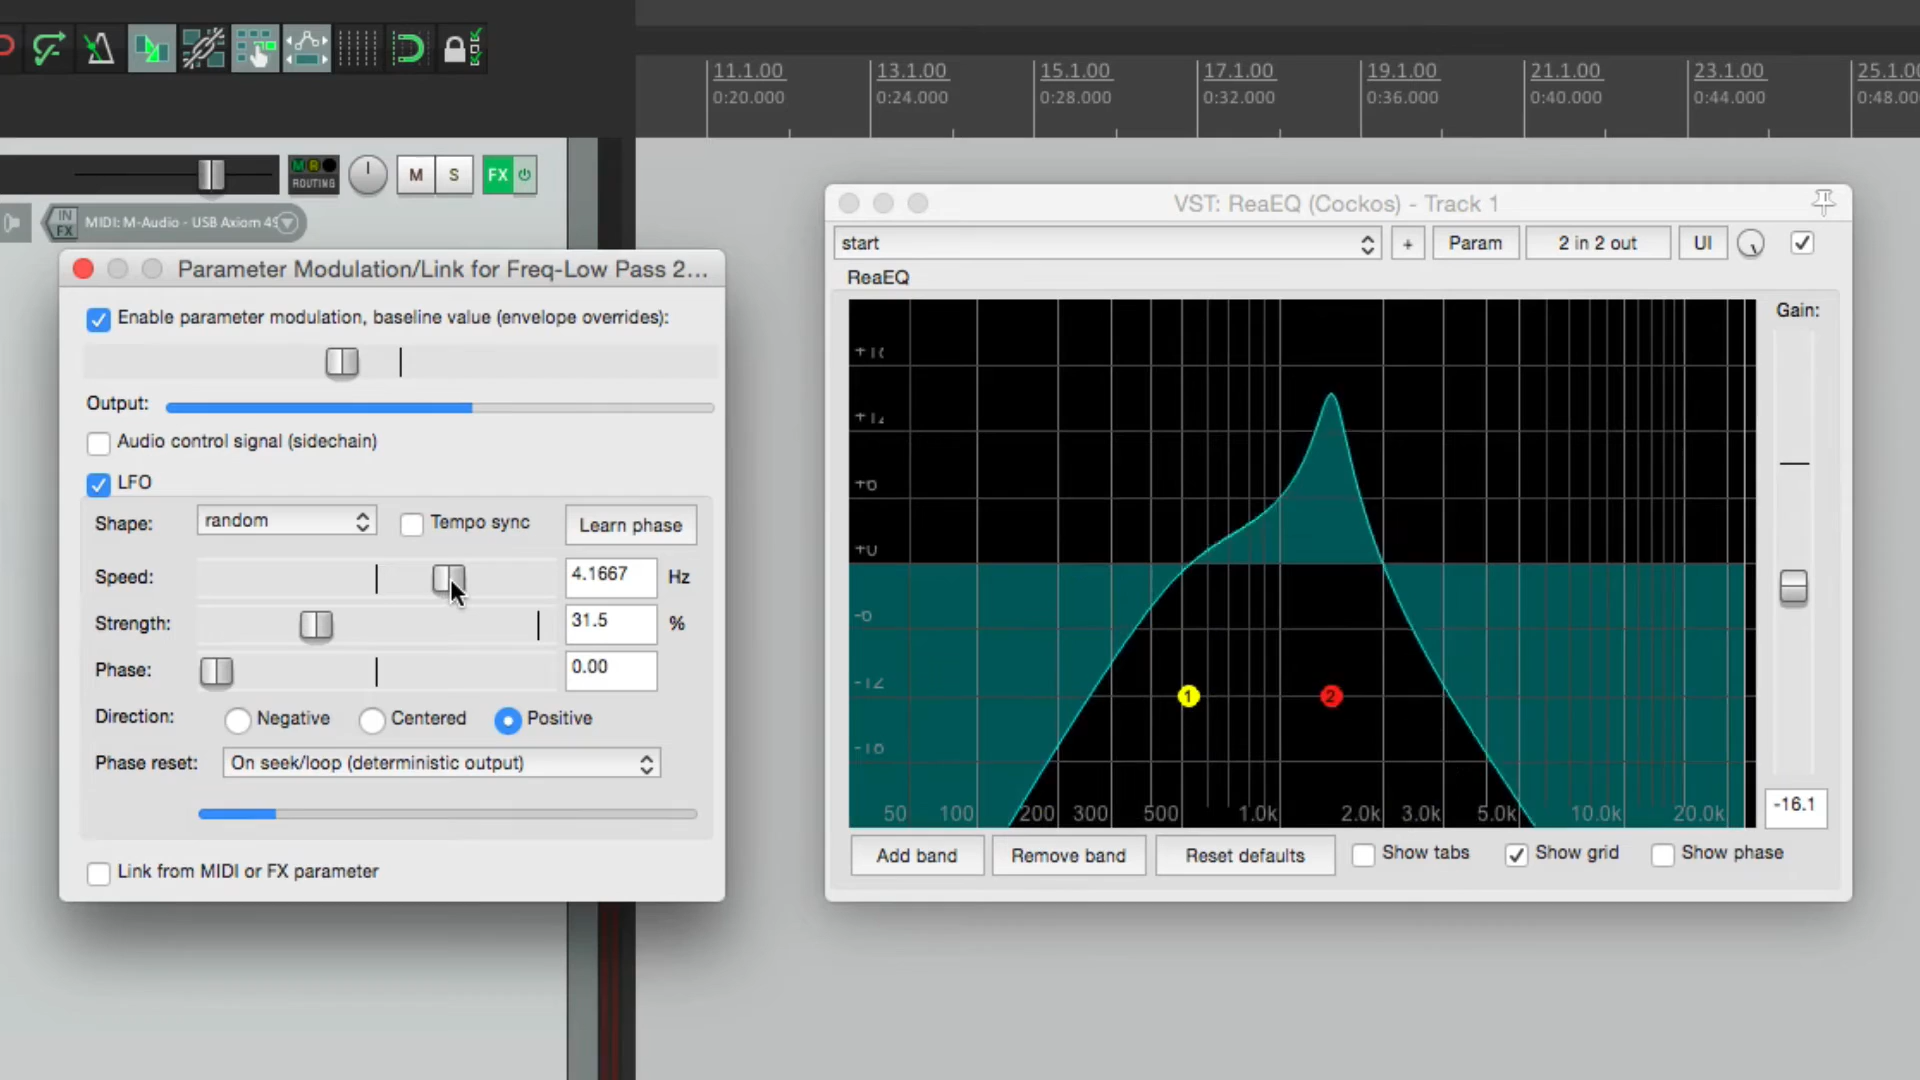 11.1.00 13.1.00 15.1.00 17.1.00 19.1.00 21.1.00 23.1.00
0:20.000 0:24.000 0:28.000 0:32.000 0:36.000 0:40.000 0:44.000
M R
ROUTING
M S FX
IN
FX
MIDI: M-Audio - USB Axiom
VST: ReaEQ (Cockos) - Track 1
start + Param 2 in 2 out UI
ReaEQ
Gain:
+0
-16.1
1 2
50 100 200 300 500 1.0k 2.0k 3.0k 5.0k 10.0k 20.0k
Add band Remove band Reset defaults Show tabs Show grid Show phase
Parameter Modulation/Link for Freq-Low Pass 2...
Enable parameter modulation, baseline value (envelope overrides):
Output:
Audio control signal (sidechain)
LFO
Shape: random Tempo sync Learn phase
Speed: 4.1667 Hz
Strength: 31.5 %
Phase: 0.00
Direction: Negative Centered Positive
Phase reset: On seek/loop (deterministic output)
Link from MIDI or FX parameter